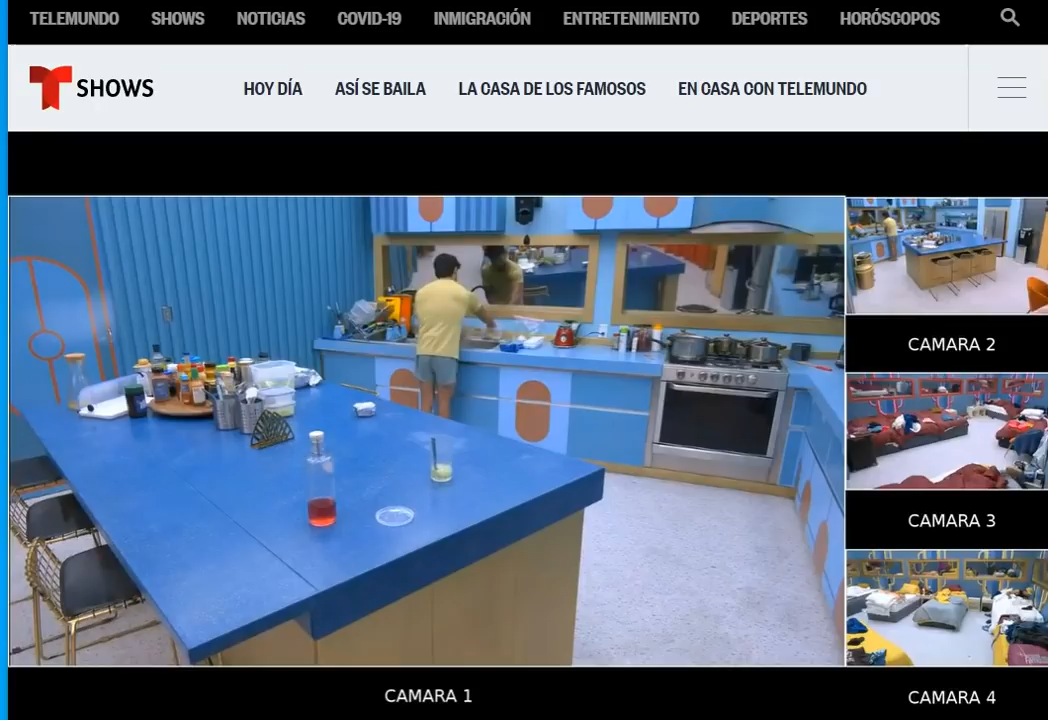 TELEMUNDO SHOWS NOTICIAS COVID-19 INMIGRACIÓN ENTRETENIMIENTO DEPORTES HORÓSCOPOS
SHOWS HOY DÍA ASÍ SE BAILA LA CASA DE LOS FAMOSOS EN CASA CON TELEMUNDO
CAMARA 2
CAMARA 3
CAMARA 1
CAMARA 4